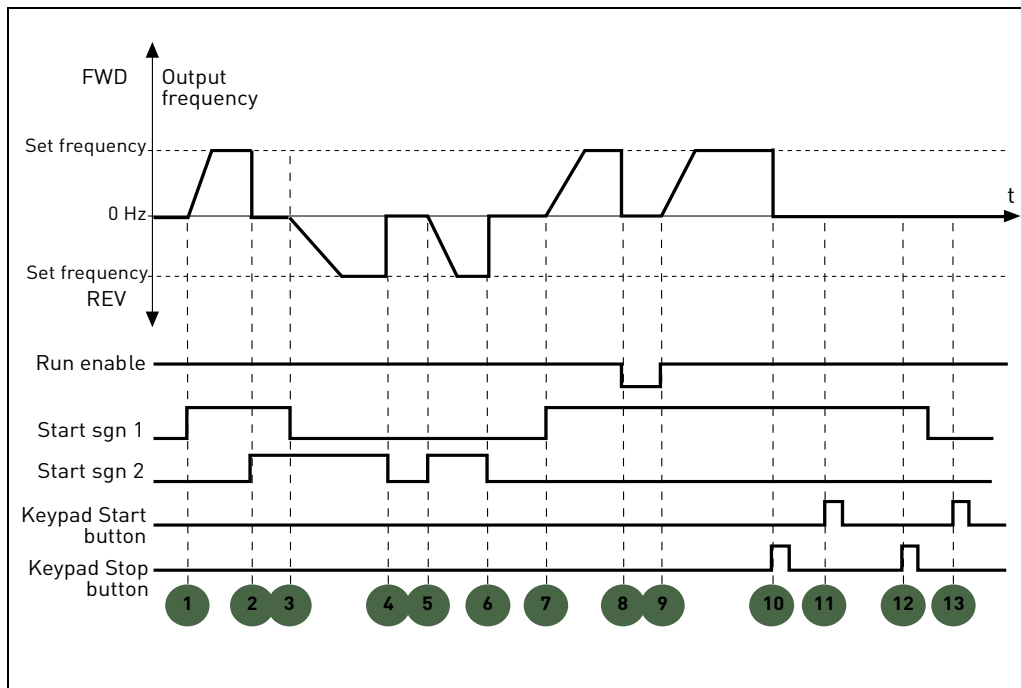 FWD
Output
frequency
Set frequency
t
0 Hz
Set frequency
REV
Run enable
Start sgn 1
Start sgn 2
Keypad Start
button
Keypad Stop
button
1 2 3 4 5 6 7 8 9 10 11 12 13